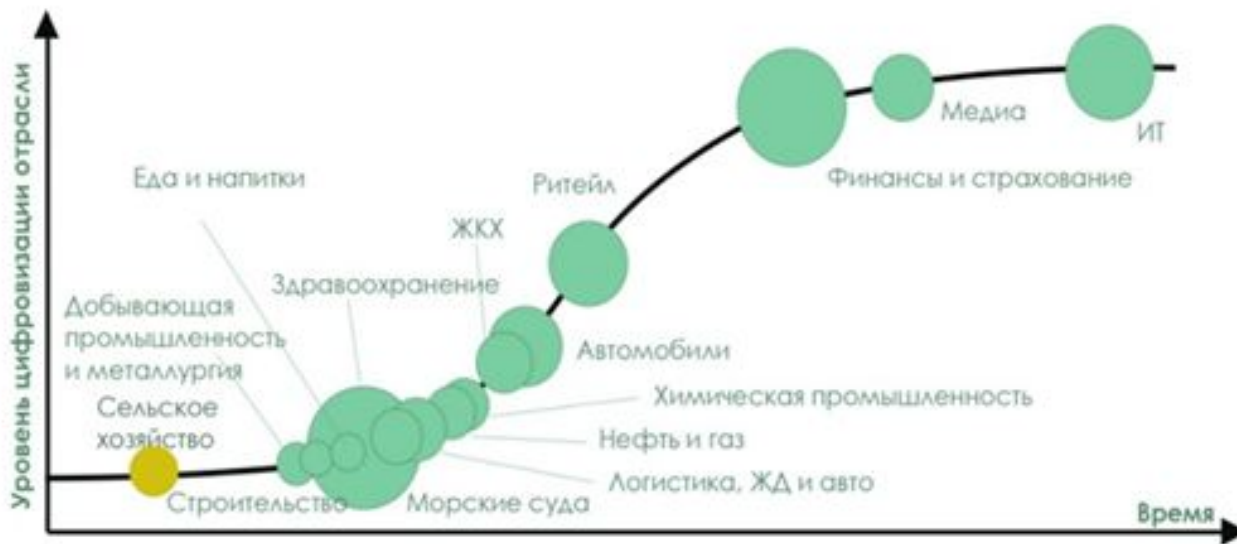 Уровень цифровизации отрасли
Еда и напитки
Добывающая
промышленность
и металлургия
Сельское
хозяйство
Строительство
Здравоохранение
Морские суда
ЖКХ
Ритейл
Автомобили
Химическая промышленность
Нефть и газ
Логистика, ЖД и авто
Финансы и страхование
Медиа
ИТ
Время